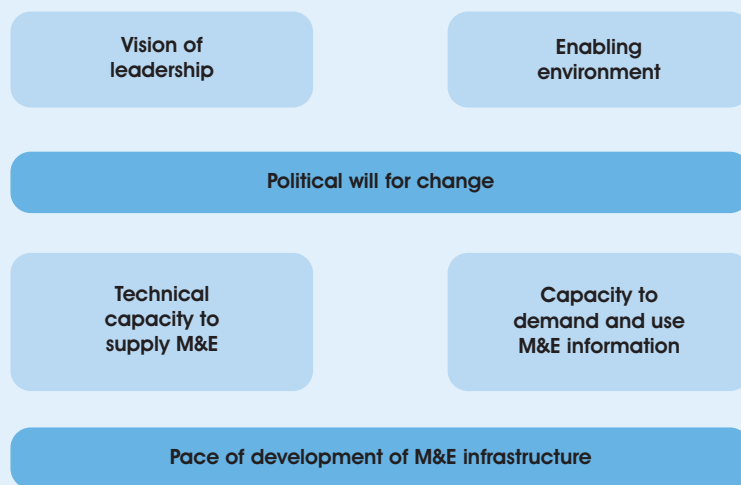 Vision of
leadership
Enabling
environment
Political will for change
Technical
capacity to
supply M&E
Capacity to
demand and use
M&E information
Pace of development of M&E infrastructure